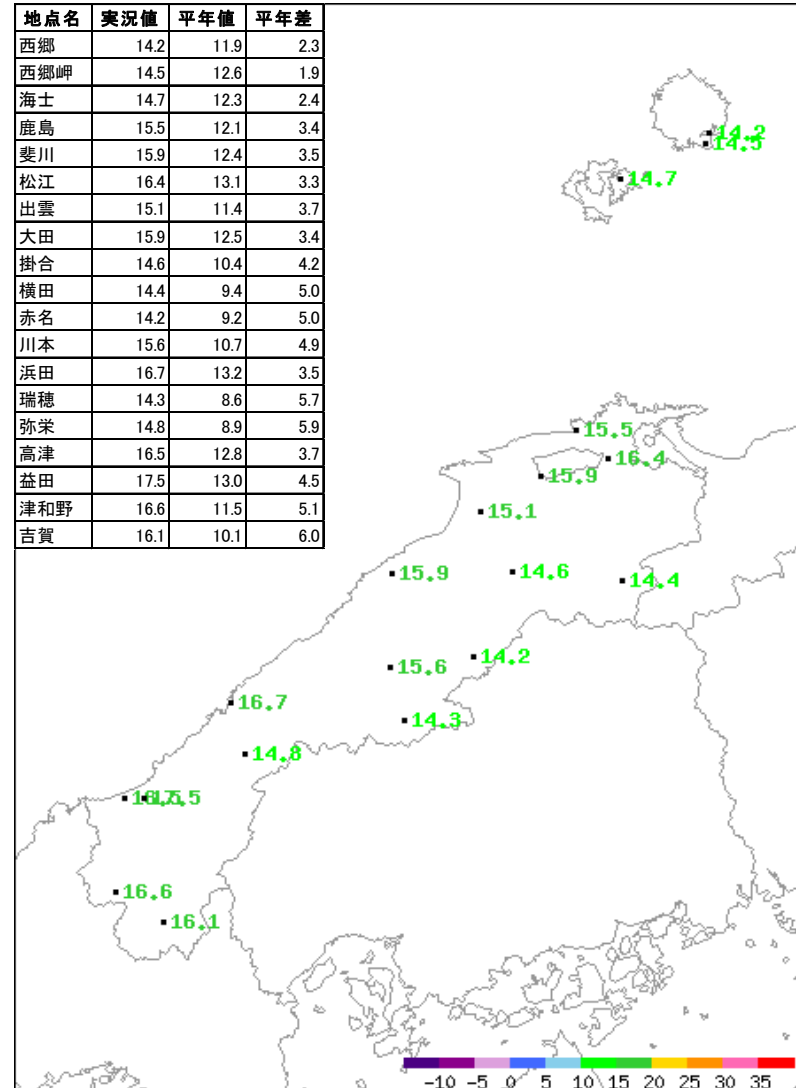 地点名 実況値 平年値 平年差
西郷 14.2 11.9 2.3
西郷岬 14.5 12.6 1.9
海士 14.7 12.3 2.4
鹿島 15.5 12.1 3.4
斐川 15.9 12.4 3.5
松江 16.4 13.1 3.3
出雲 15.1 11.4 3.7
大田 15.9 12.5 3.4
掛合 14.6 10.4 4.2
横田 14.4 9.4 5.0
赤名 14.2 9.2 5.0
川本 15.6 10.7 4.9
浜田 16.7 13.2 3.5
瑞穂 14.3 8.6 5.7
弥栄 14.8 8.9 5.9
高津 16.5 12.8 3.7
益田 17.5 13.0 4.5
津和野 16.6 11.5 5.1
吉賀 16.1 10.1 6.0
14.2
14.5
14.7
15.5
16.4
15.9
15.1
15.9 14.6 14.4
14.2
15.6
16.7
14.3
14.8
16.5 17.5
16.6
16.1
-10 -5 0 5 10 15 20 25 30 35